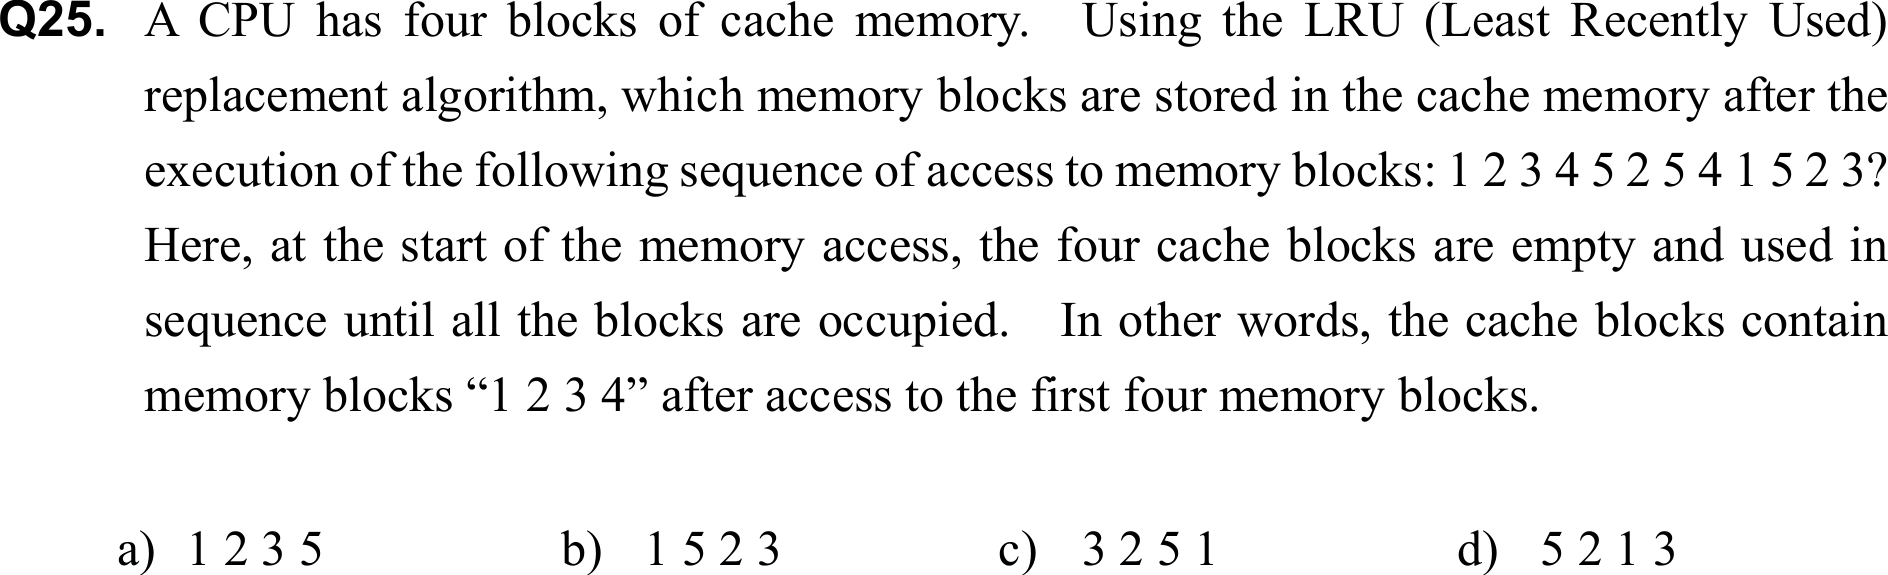 Q25. A CPU has four blocks of cache memory. Using the LRU (Least Recently Used)
replacement algorithm, which memory blocks are stored in the cache memory after the
execution of the following sequence of access to memory blocks: 1 2 3 4 5 2 5 4 1 5 2 3?
Here, at the start of the memory access, the four cache blocks are empty and used in
sequence until all the blocks are occupied. In other words, the cache blocks contain
memory blocks “1 2 3 4” after access to the first four memory blocks.
a) 1 2 3 5 b) 1 5 2 3 c) 3 2 5 1 d) 5 2 1 3